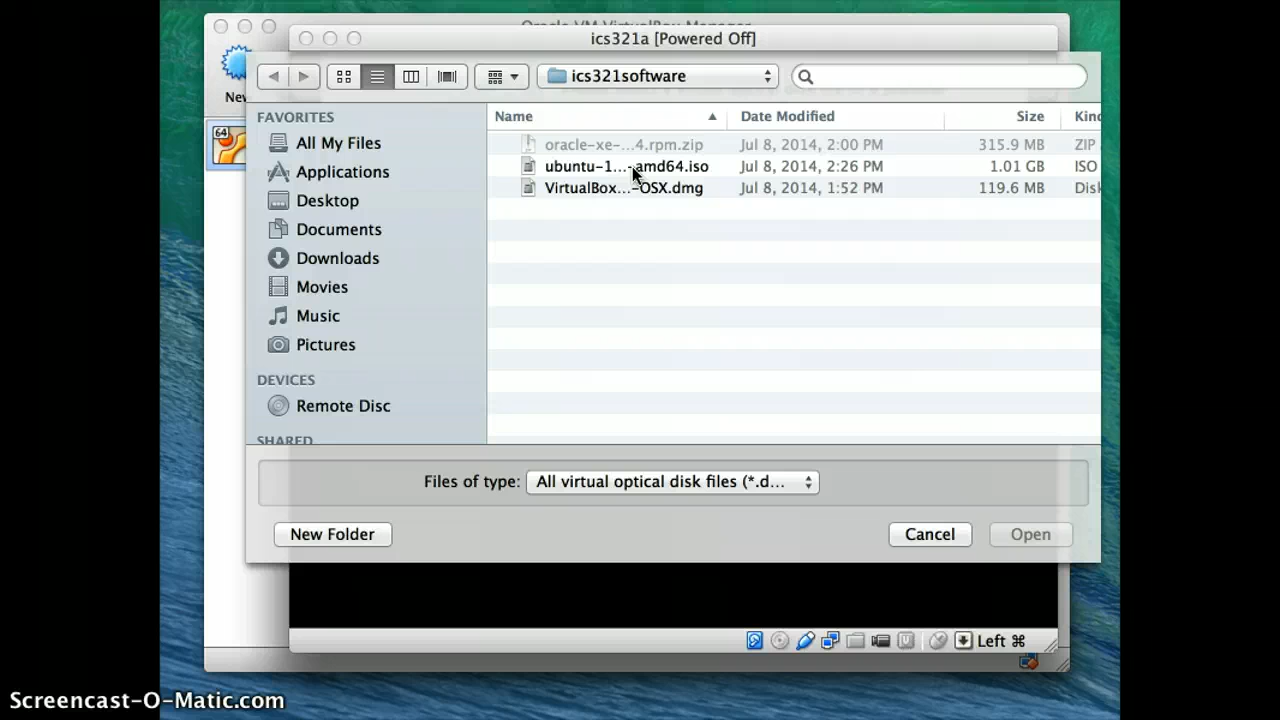 Oracle VM VirtualBox Manager
ics321a [Powered Off]
ics321software
New
64
FAVORITES
All My Files
Applications
Desktop
Documents
Downloads
Movies
Music
Pictures
DEVICES
Remote Disc
SHARED
Name Date Modified Size Kind
oracle-xe-...4.rpm.zip Jul 8, 2014, 2:00 PM 315.9 MB ZIP
ubuntu-1...-amd64.iso Jul 8, 2014, 2:26 PM 1.01 GB ISO
VirtualBox...-OSX.dmg Jul 8, 2014, 1:52 PM 119.6 MB Disk
Files of type: All virtual optical disk files (*.d...
New Folder Cancel Open
Left ⌘
Screencast-O-Matic.com